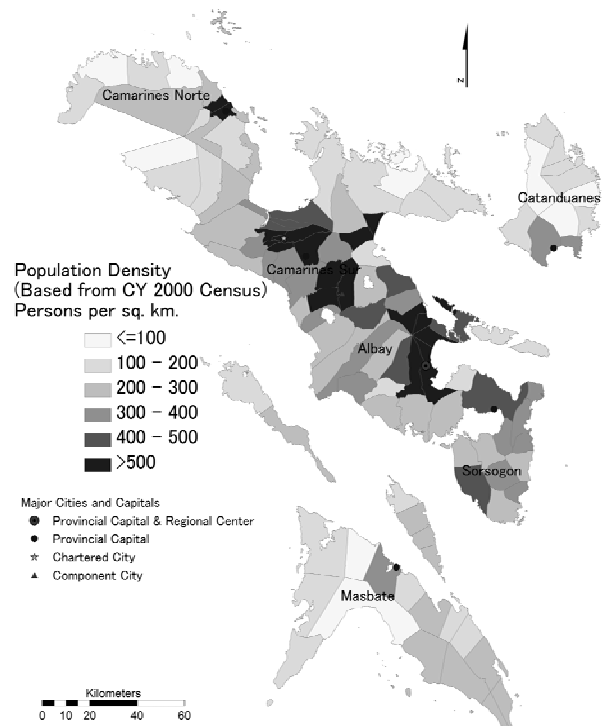 N
Camarines Norte
Catanduanes
Camarines Sur
Population Density
(Based from CY 2000 Census)
Persons per sq. km.
<=100
100 - 200
200 - 300
300 - 400
400 - 500
>500
Albay
Sorsogon
Major Cities and Capitals
Provincial Capital & Regional Center
Provincial Capital
Chartered City
Component City
Masbate
Kilometers
0 10 20 40 60